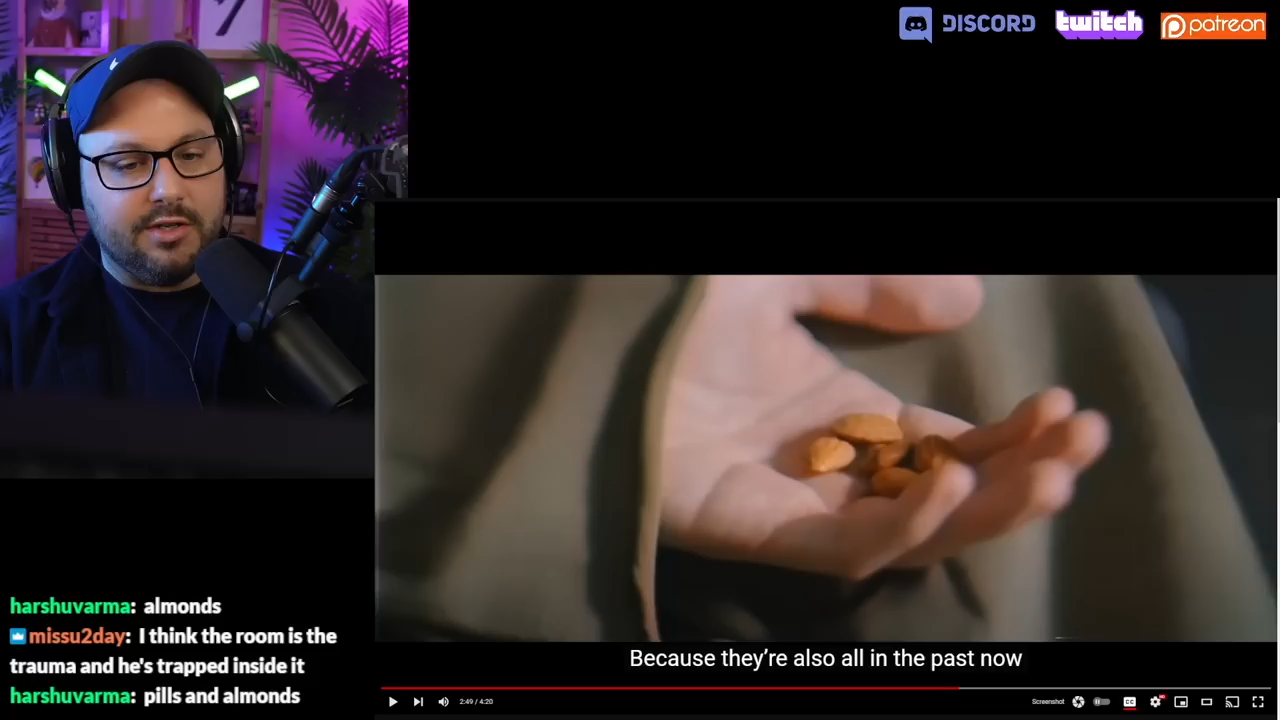 DISCORD
twitch
patreon
harshuvarma: almonds
missu2day: I think the room is the
trauma and he's trapped inside it
harshuvarma: pills and almonds
Because they're also all in the past now
2:49 / 4:20
Screenshot
CC